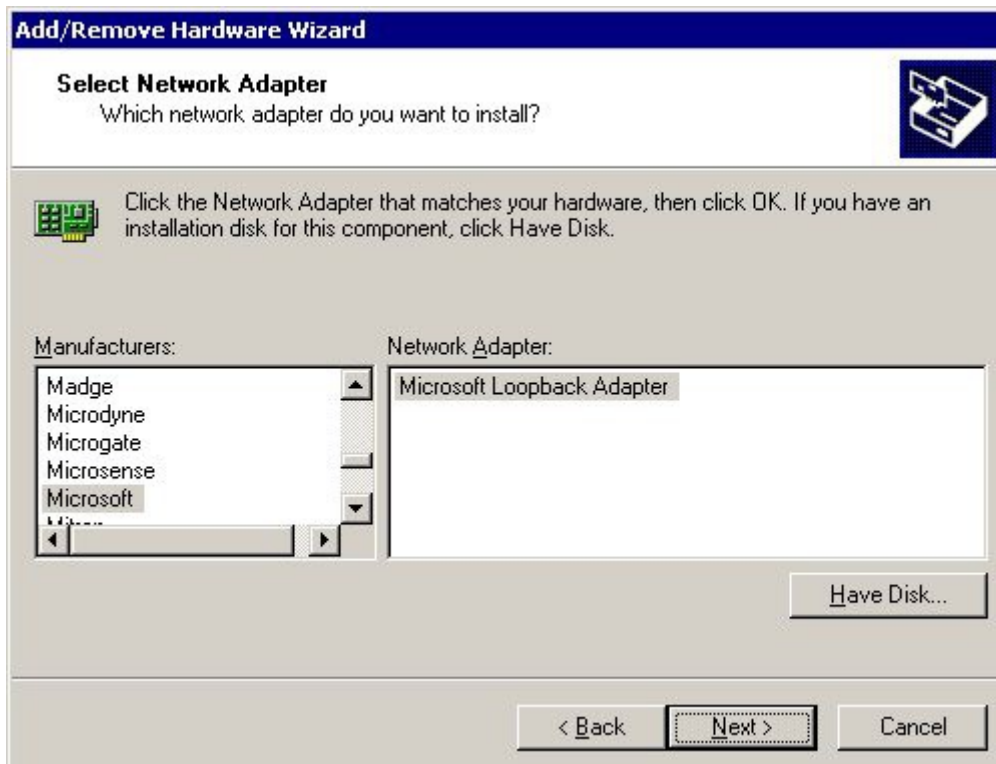 Add/Remove Hardware Wizard
Select Network Adapter
Which network adapter do you want to install?
Click the Network Adapter that matches your hardware, then click OK. If you have an
installation disk for this component, click Have Disk.
Manufacturers:
Madge
Microdyne
Microgate
Microsense
Microsoft
Network Adapter:
Microsoft Loopback Adapter
Have Disk...
< Back
Next >
Cancel